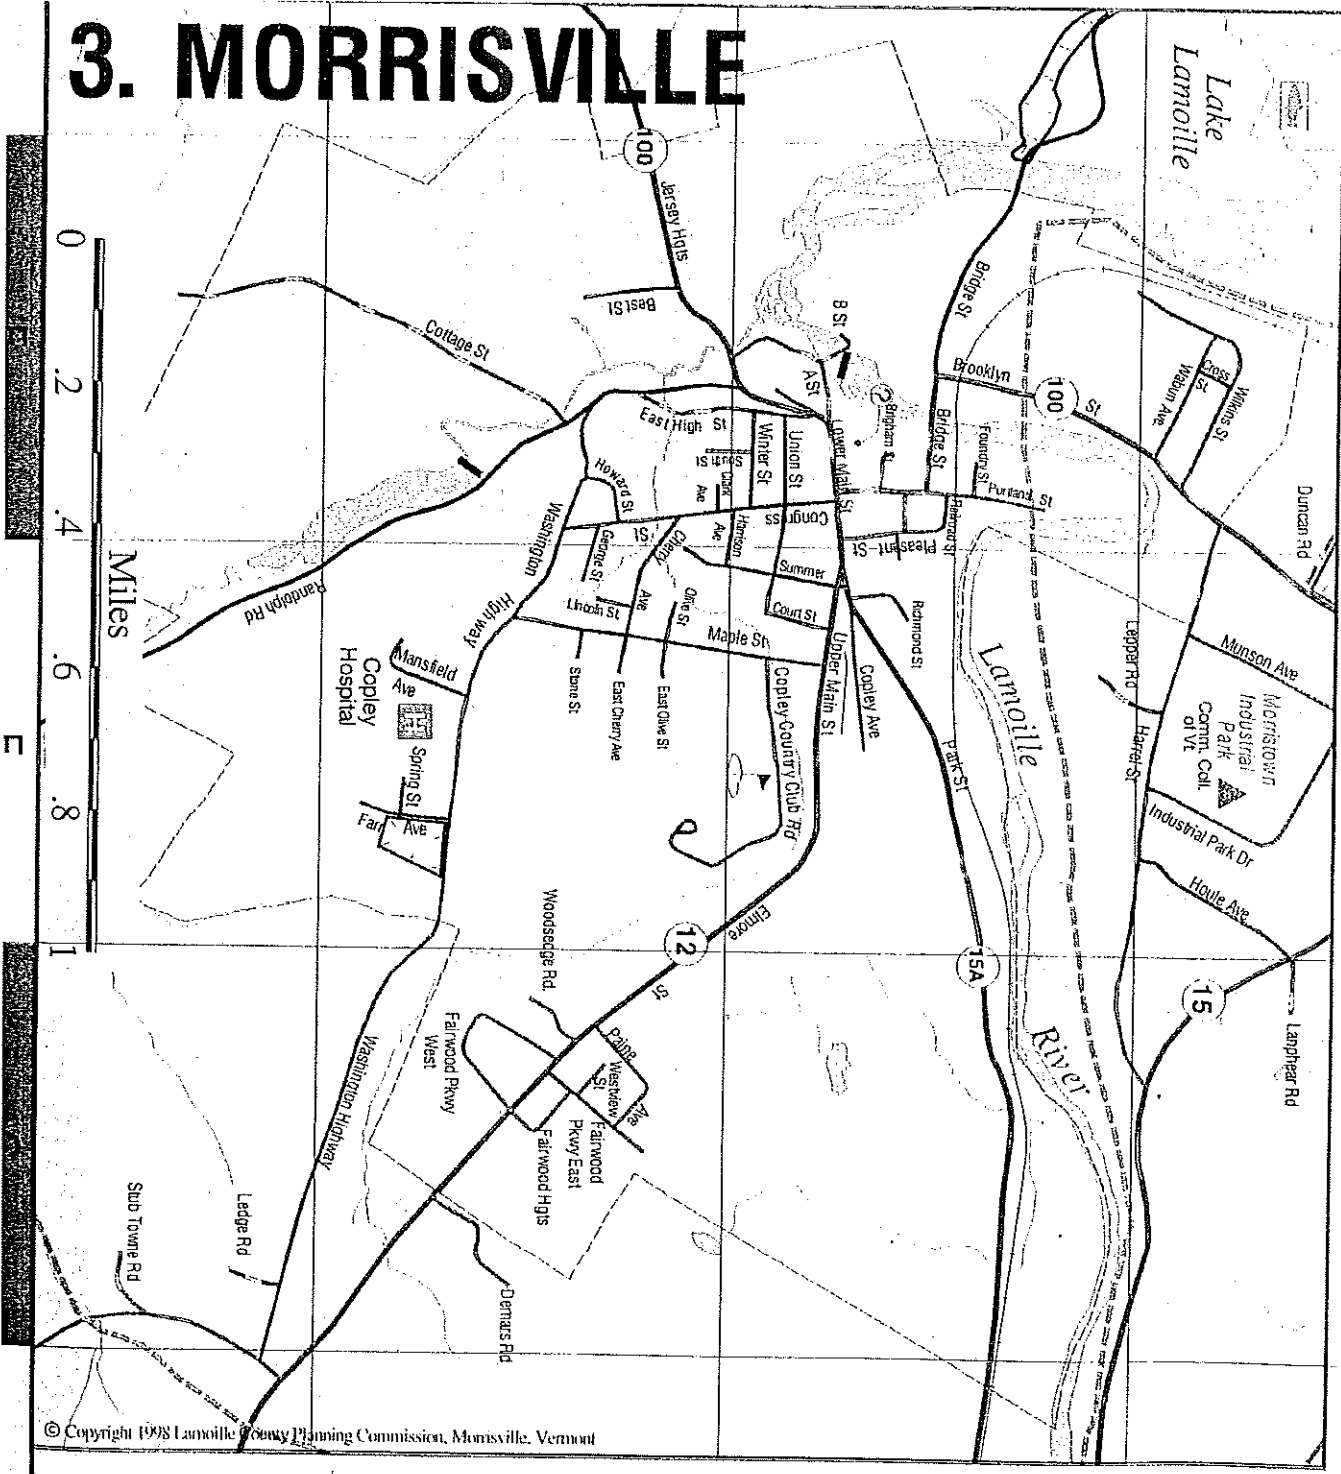 3. MORRISVILLE
Lake
Lamoille
100
Jersey Hgts
Best St
Cottage St
B St
A St
Bridge St
Brooklyn
100
St
Cross
St
Wabun Ave
Wilkins St
Duncan Rd
East High St
Winter St
Union St
South St
Clark
Ave
Lower Main St
Brigham St
Bridge St
Foundry St
Portland St
Railroad St
Pleasant St
Howard St
Congress
St
Harrison
Ave
Cherry
Ave
Summer
George St
Lincoln St
Olive St
Court St
Maple St
Washington
Highway
Randolph Rd
Stone St
East Cherry Ave
East Olive St
Copley Country Club Rd
Upper Main St
Copley Ave
Richmond St
Park St
Lepper Rd
Harrel St
Munson Ave
Morristown
Industrial
Park
Comm. Coll.
of Vt.
Industrial Park Dr
Houle Ave
Mansfield
Ave
Copley
Hospital
Spring St
Ave
Elmore
12
St
15A
15
Lanphear Rd
Lamoille
River
Woodsedge Rd.
Fairwood Pkwy
West
Paine
Ave
Westview
St
Fairwood
Pkwy East
Fairwood Hgts
Washington Highway
Demars Rd
Ledge Rd
Stub Towne Rd
0
.2
.4
.6
.8
1
Miles
© Copyright 1998 Lamoille County Planning Commission, Morrisville, Vermont